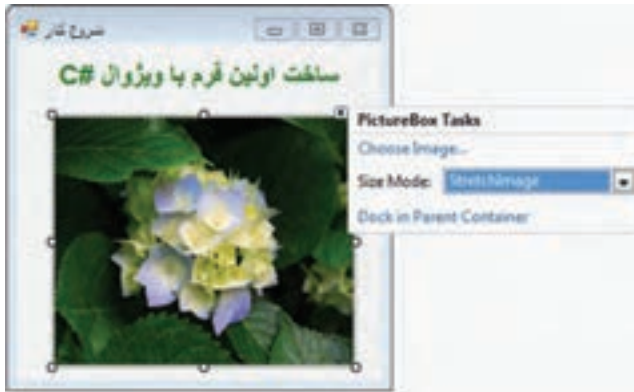 شروع کار
ساخت اولین فرم با ویژوال C#
PictureBox Tasks
Choose Image...
Size Mode: StretchImage
Dock in Parent Container